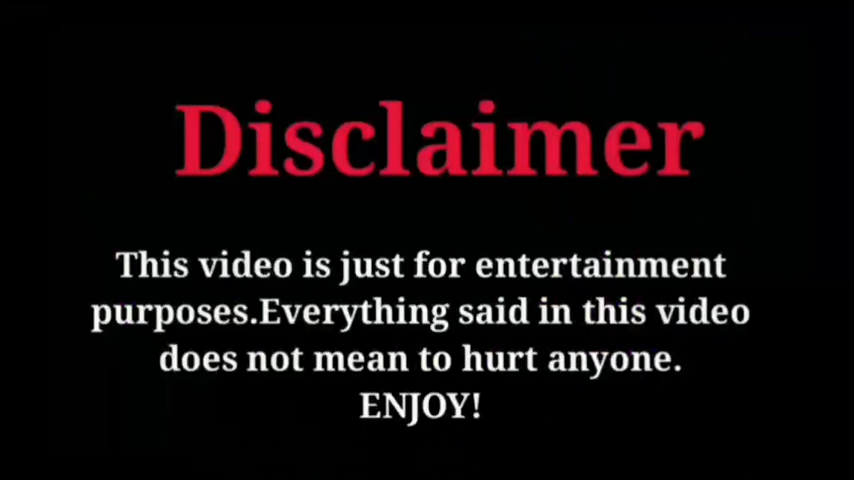 Disclaimer
This video is just for entertainment
purposes.Everything said in this video
does not mean to hurt anyone.
ENJOY!